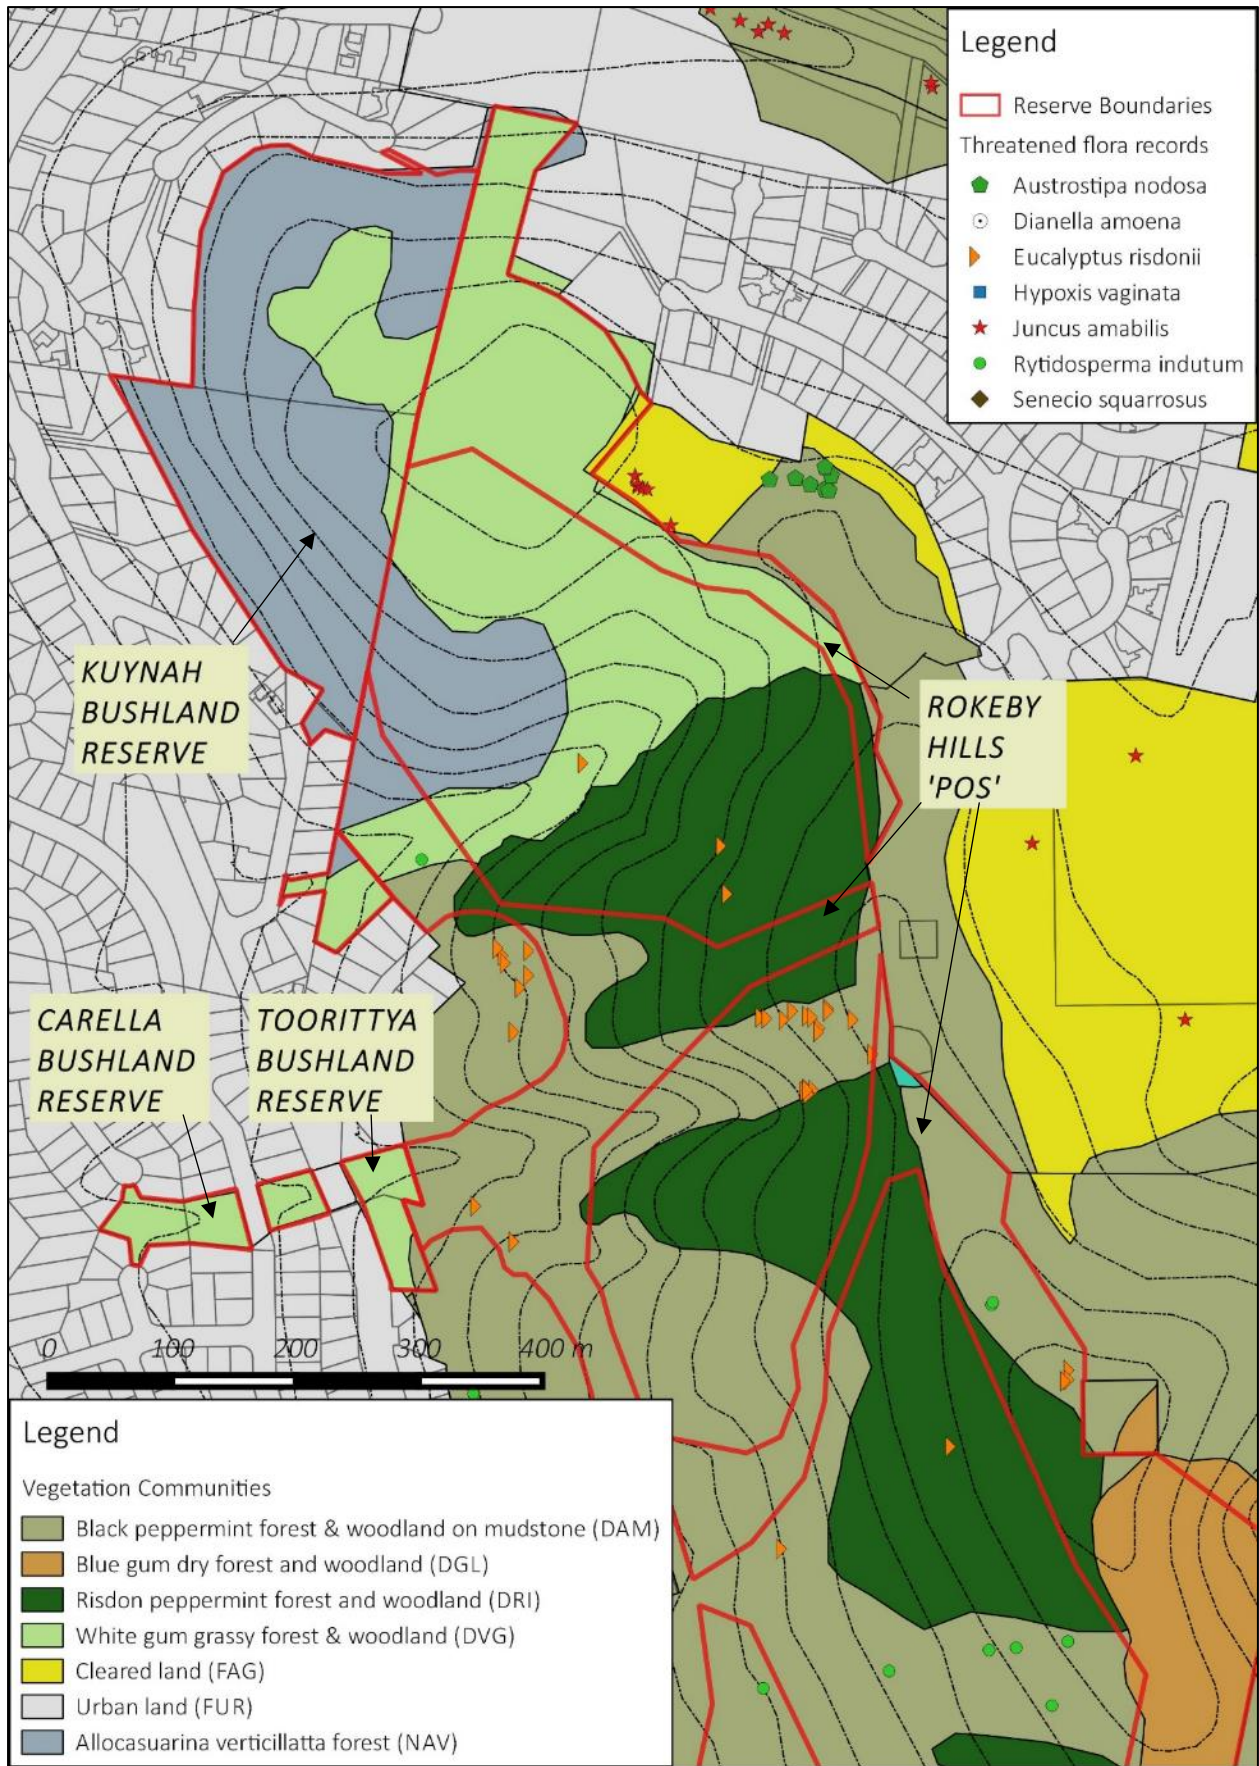 Legend
Reserve Boundaries
Threatened flora records
Austrostipa nodosa
Dianella amoena
Eucalyptus risdonii
Hypoxis vaginata
Juncus amabilis
Rytidosperma indutum
Senecio squarrosus
KUYNAH
BUSHLAND
RESERVE
ROKEBY
HILLS
'POS'
CARELLA
BUSHLAND
RESERVE
TOORITTYA
BUSHLAND
RESERVE
0 100 200 300 400 m
Legend
Vegetation Communities
Black peppermint forest & woodland on mudstone (DAM)
Blue gum dry forest and woodland (DGL)
Risdon peppermint forest and woodland (DRI)
White gum grassy forest & woodland (DVG)
Cleared land (FAG)
Urban land (FUR)
Allocasuarina verticillatta forest (NAV)